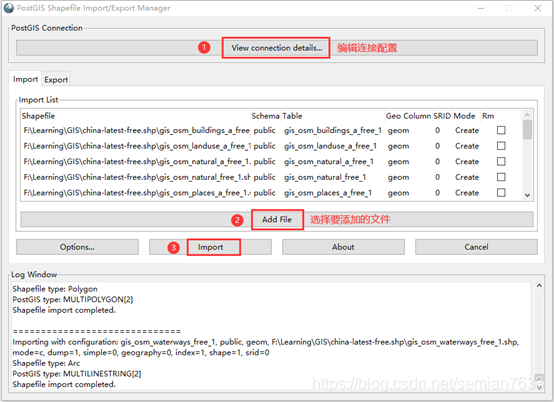 PostGIS Shapefile Import/Export Manager
PostGIS Connection
1 View connection details... 编辑连接配置
Import Export
Import List
Shapefile Schema Table Geo Column SRID Mode Rm
F:\Learning\GIS\china-latest-free.shp\gis_osm_buildings_a_free_ public gis_osm_buildings_a_free_1 geom 0 Create
F:\Learning\GIS\china-latest-free.shp\gis_osm_landuse_a_free_1 public gis_osm_landuse_a_free_1 geom 0 Create
F:\Learning\GIS\china-latest-free.shp\gis_osm_natural_a_free_1. public gis_osm_natural_a_free_1 geom 0 Create
F:\Learning\GIS\china-latest-free.shp\gis_osm_natural_free_1.sh public gis_osm_natural_free_1 geom 0 Create
F:\Learning\GIS\china-latest-free.shp\gis_osm_places_a_free_1. public gis_osm_places_a_free_1 geom 0 Create
2 Add File 选择要添加的文件
Options... 3 Import About Cancel
Log Window
Shapefile type: Polygon
PostGIS type: MULTIPOLYGON[2]
Shapefile import completed.
==============================
Importing with configuration: gis_osm_waterways_free_1, public, geom, F:\Learning\GIS\china-latest-free.shp\gis_osm_waterways_free_1.shp,
mode=c, dump=1, simple=0, geography=0, index=1, shape=1, srid=0
Shapefile type: Arc
PostGIS type: MULTILINESTRING[2]
Shapefile import completed.